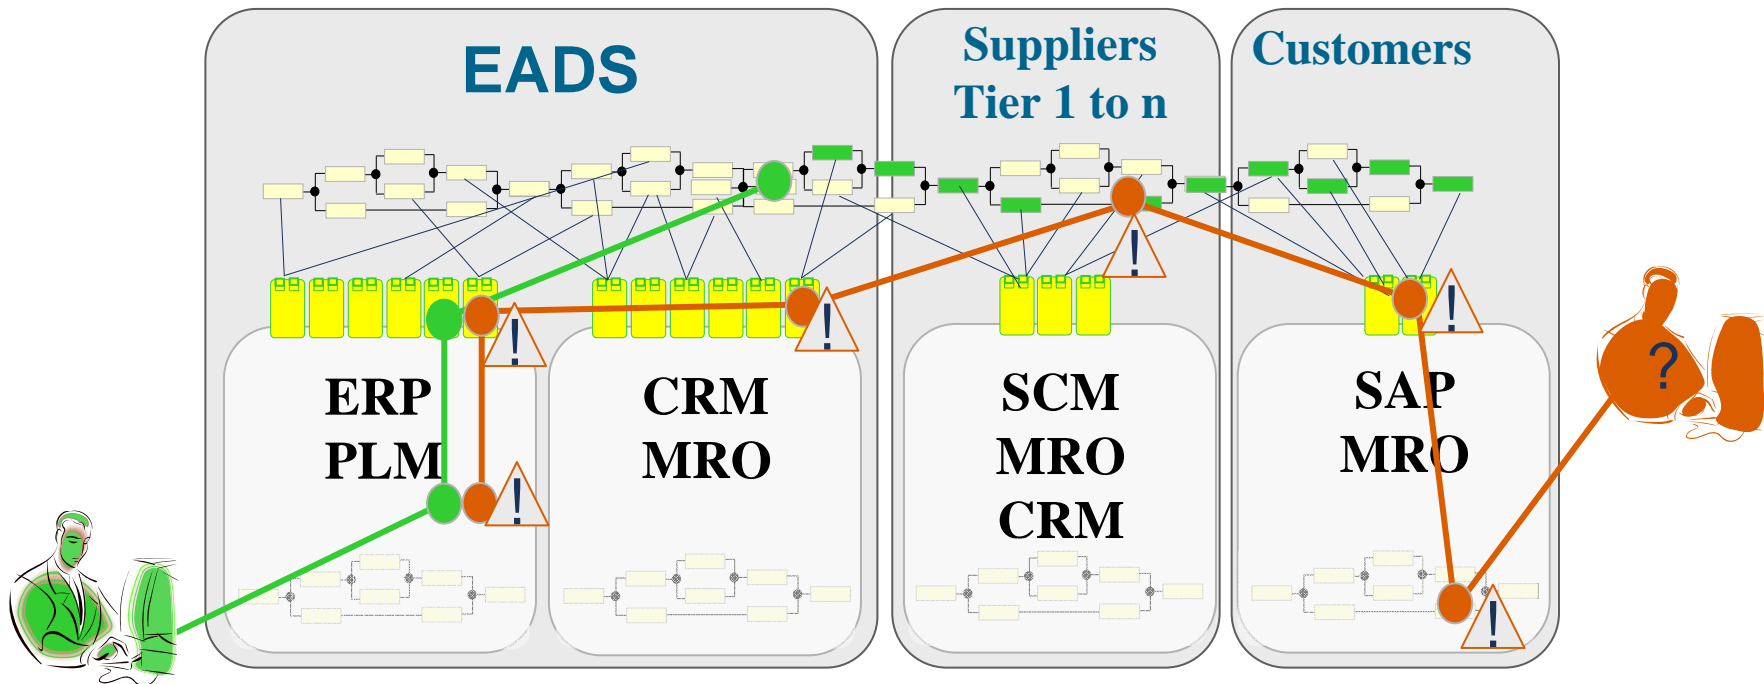 EADS
Suppliers
Tier 1 to n
Customers
!
!
!
!
!
!
?
ERP
PLM
CRM
MRO
SCM
MRO
CRM
SAP
MRO